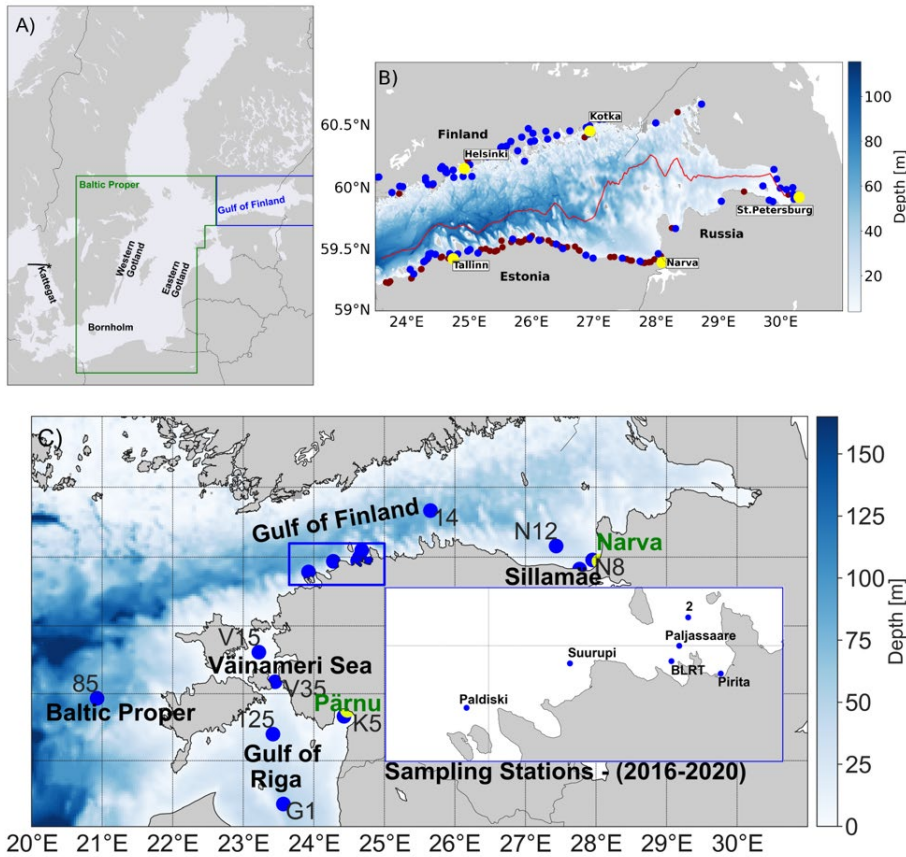 A)
Baltic Proper
Gulf of Finland
Western
Gotland
Eastern
Gotland
Kattegat
*
Bornholm
B)
Finland
Kotka
Helsinki
St.Petersburg
Russia
Tallinn
Narva
Estonia
60.5°N
60°N
59.5°N
59°N
24°E 25°E 26°E 27°E 28°E 29°E 30°E
100
80
60
40
20
Depth [m]
C)
Gulf of Finland
14
N12
Narva
N8
Sillamäe
V15
Väinameri Sea
V35
85
Baltic Proper
Pärnu
K5
Gulf of
Riga
G1
2
Paljassaare
Suurupi
BLRT
Pirita
Paldiski
Sampling Stations - (2016-2020)
20°E 21°E 22°E 23°E 24°E 25°E 26°E 27°E 28°E 29°E 30°E
150
125
100
75
50
25
0
Depth [m]